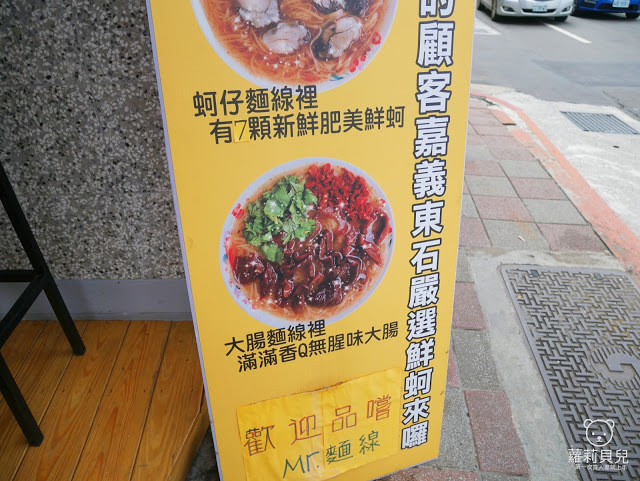 蚵仔麵線裡
有7顆新鮮肥美鮮蚵
大腸麵線裡
滿滿香Q無腥味大腸
的顧客嘉義東石嚴選鮮蚵來囉
歡迎品嚐
Mr.麵線
蘿莉貝兒